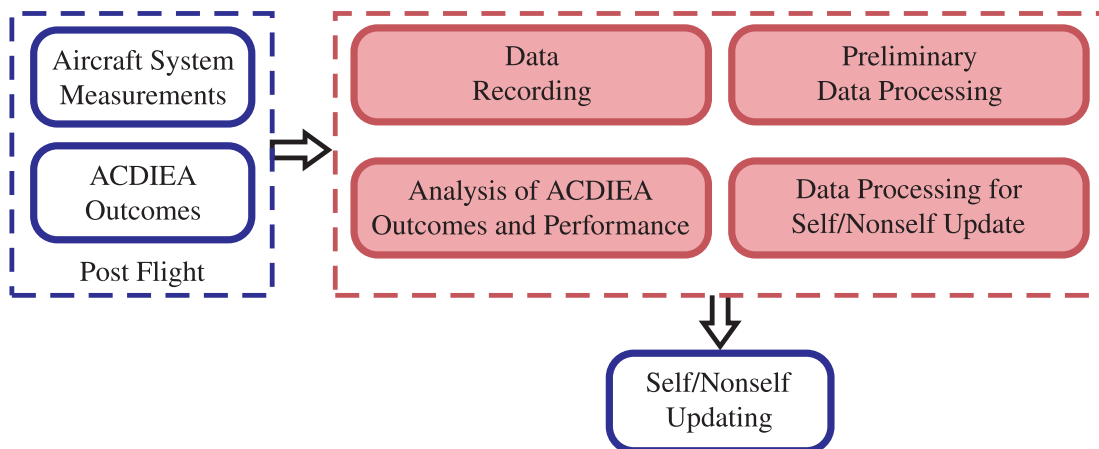 Aircraft System
Measurements
ACDIEA
Outcomes
Post Flight
Data
Recording
Preliminary
Data Processing
Analysis of ACDIEA
Outcomes and Performance
Data Processing for
Self/Nonself Update
Self/Nonself
Updating